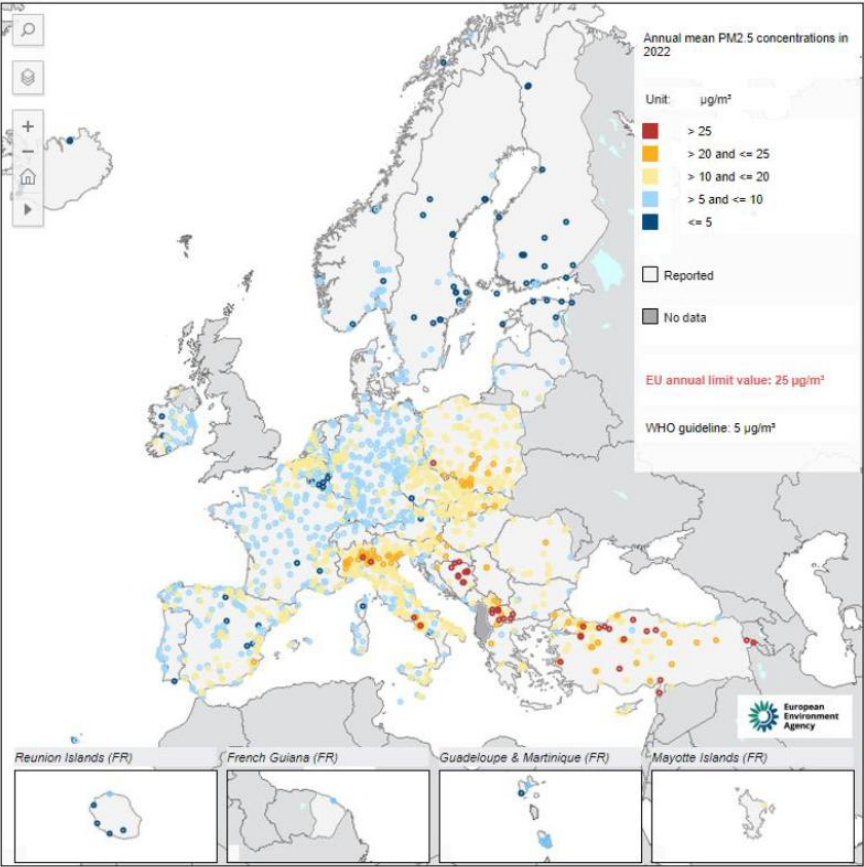 Annual mean PM2.5 concentrations in
2022
Unit: µg/m³
> 25
> 20 and <= 25
> 10 and <= 20
> 5 and <= 10
<= 5
Reported
No data
EU annual limit value: 25 µg/m³
WHO guideline: 5 µg/m³
European
Environment
Agency
Reunion Islands (FR)
French Guiana (FR)
Guadeloupe & Martinique (FR)
Mayotte Islands (FR)